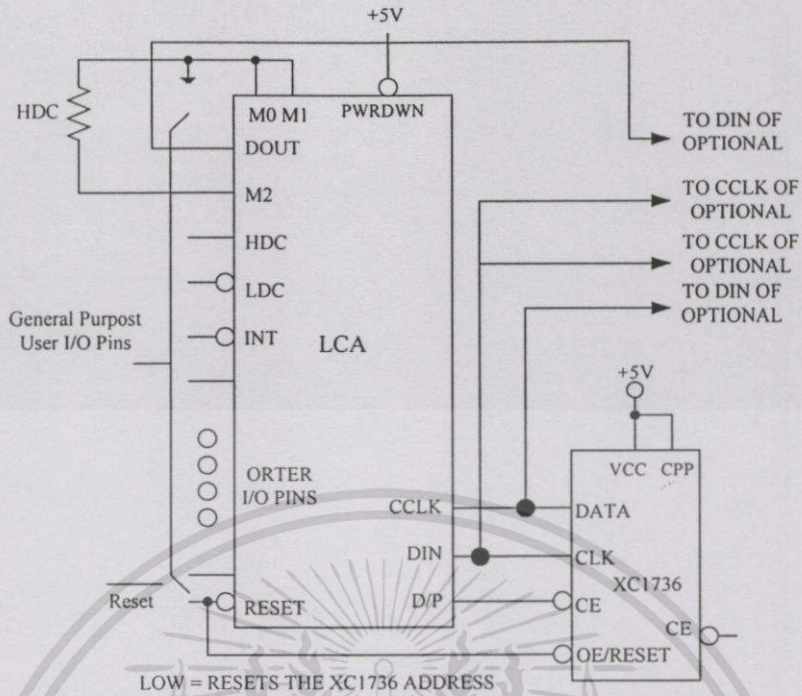 +5V
HDC
M0 M1
PWRDWN
DOUT
TO DIN OF
OPTIONAL
M2
TO CCLK OF
OPTIONAL
HDC
TO CCLK OF
OPTIONAL
LDC
TO DIN OF
OPTIONAL
General Purpost
User I/O Pins
INT
LCA
+5V
VCC CPP
ORTER
I/O PINS
CCLK
DATA
DIN
CLK
XC1736
Reset
RESET
D/P
CE
CE
OE/RESET
LOW = RESETS THE XC1736 ADDRESS